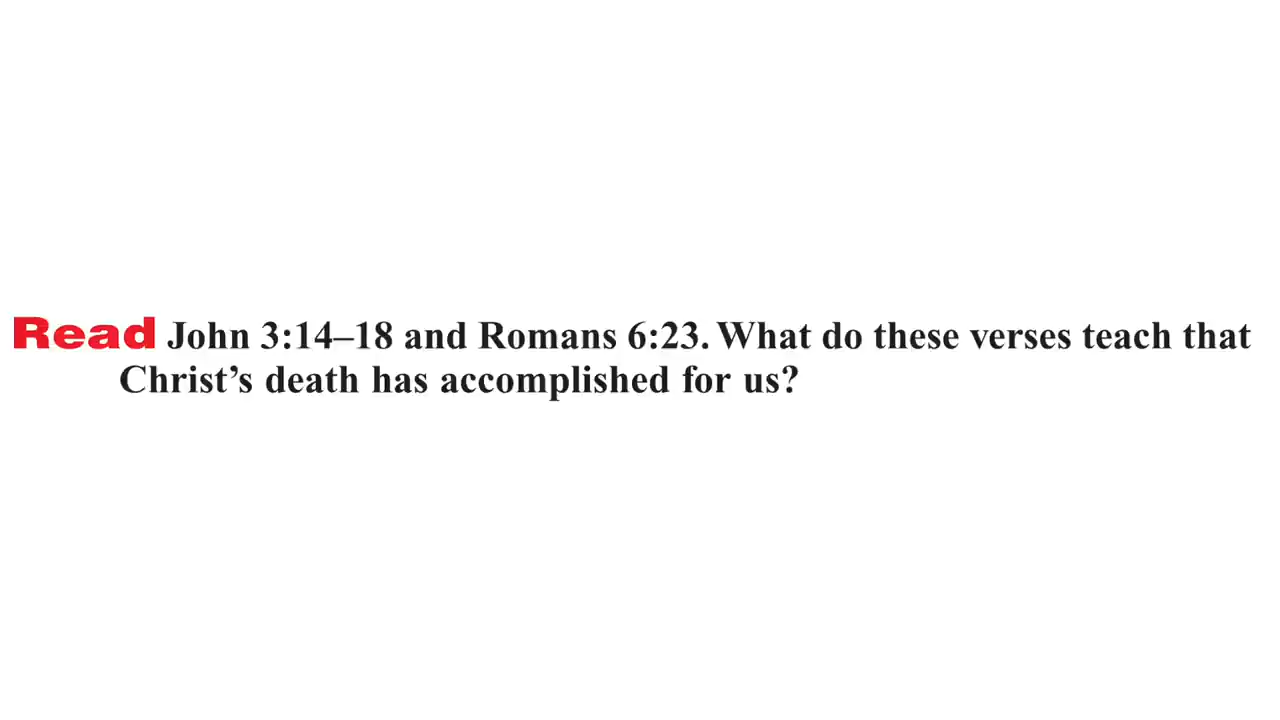 Read John 3:14–18 and Romans 6:23. What do these verses teach that
Christ’s death has accomplished for us?